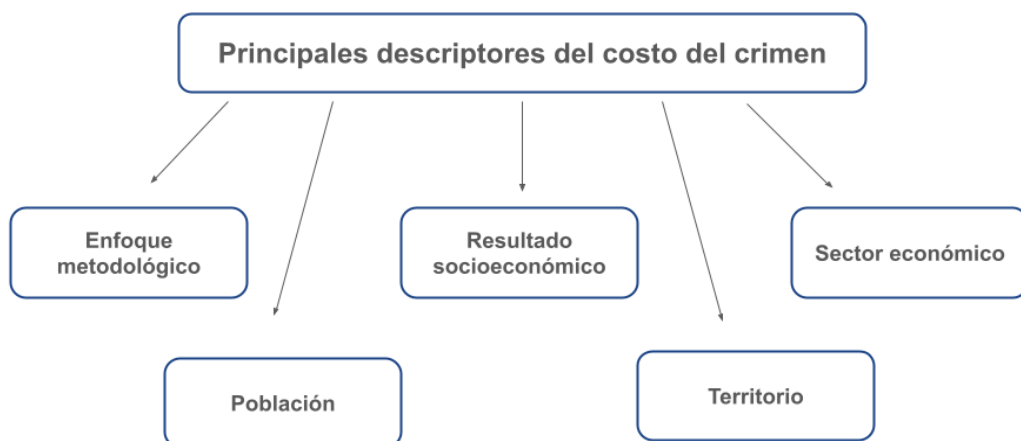 Principales descriptores del costo del crimen
Enfoque
metodológico
Resultado
socioeconómico
Sector económico
Población
Territorio